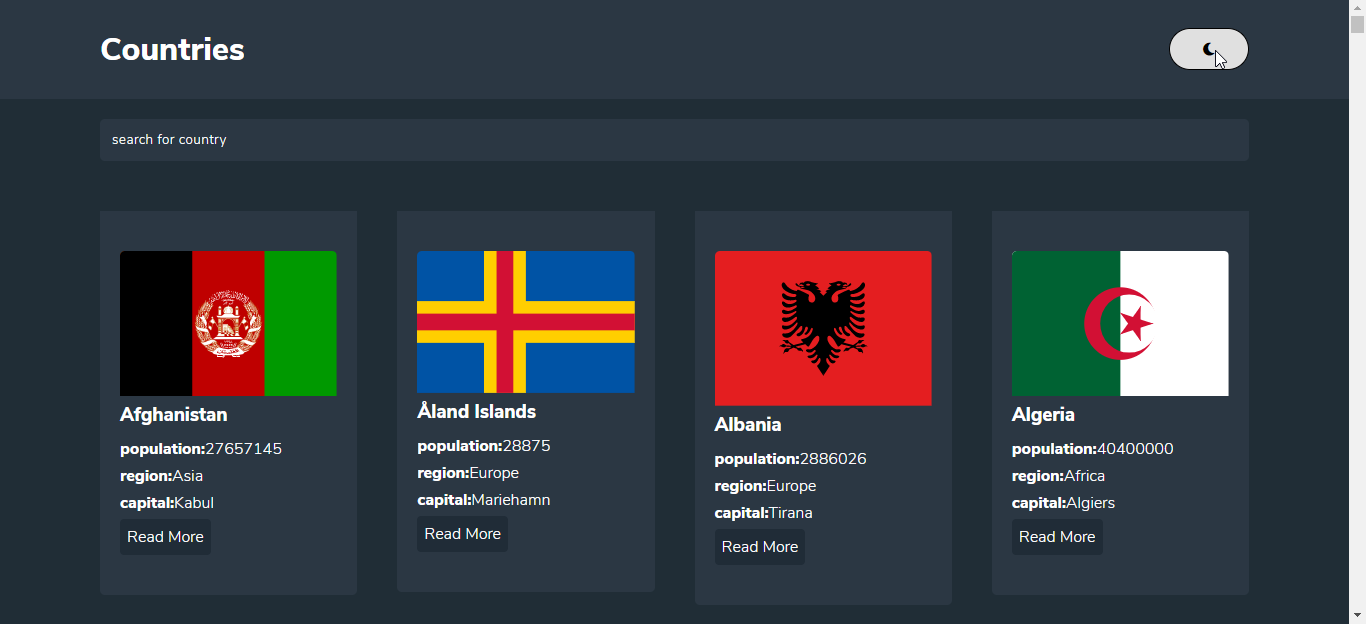 Countries
search for country
Afghanistan
population:27657145
region:Asia
capital:Kabul
Read More
Åland Islands
population:28875
region:Europe
capital:Mariehamn
Read More
Albania
population:2886026
region:Europe
capital:Tirana
Read More
Algeria
population:40400000
region:Africa
capital:Algiers
Read More